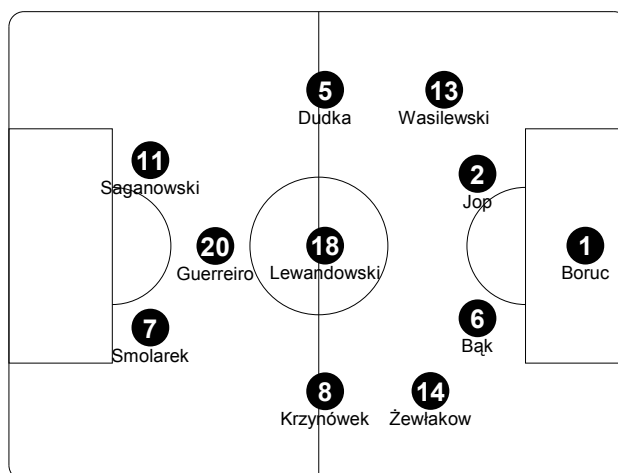 5
Dudka
13
Wasilewski
11
Saganowski
2
Jop
20
Guerreiro
18
Lewandowski
1
Boruc
7
Smolarek
6
Bąk
8
Krzynówek
14
Żewłakow